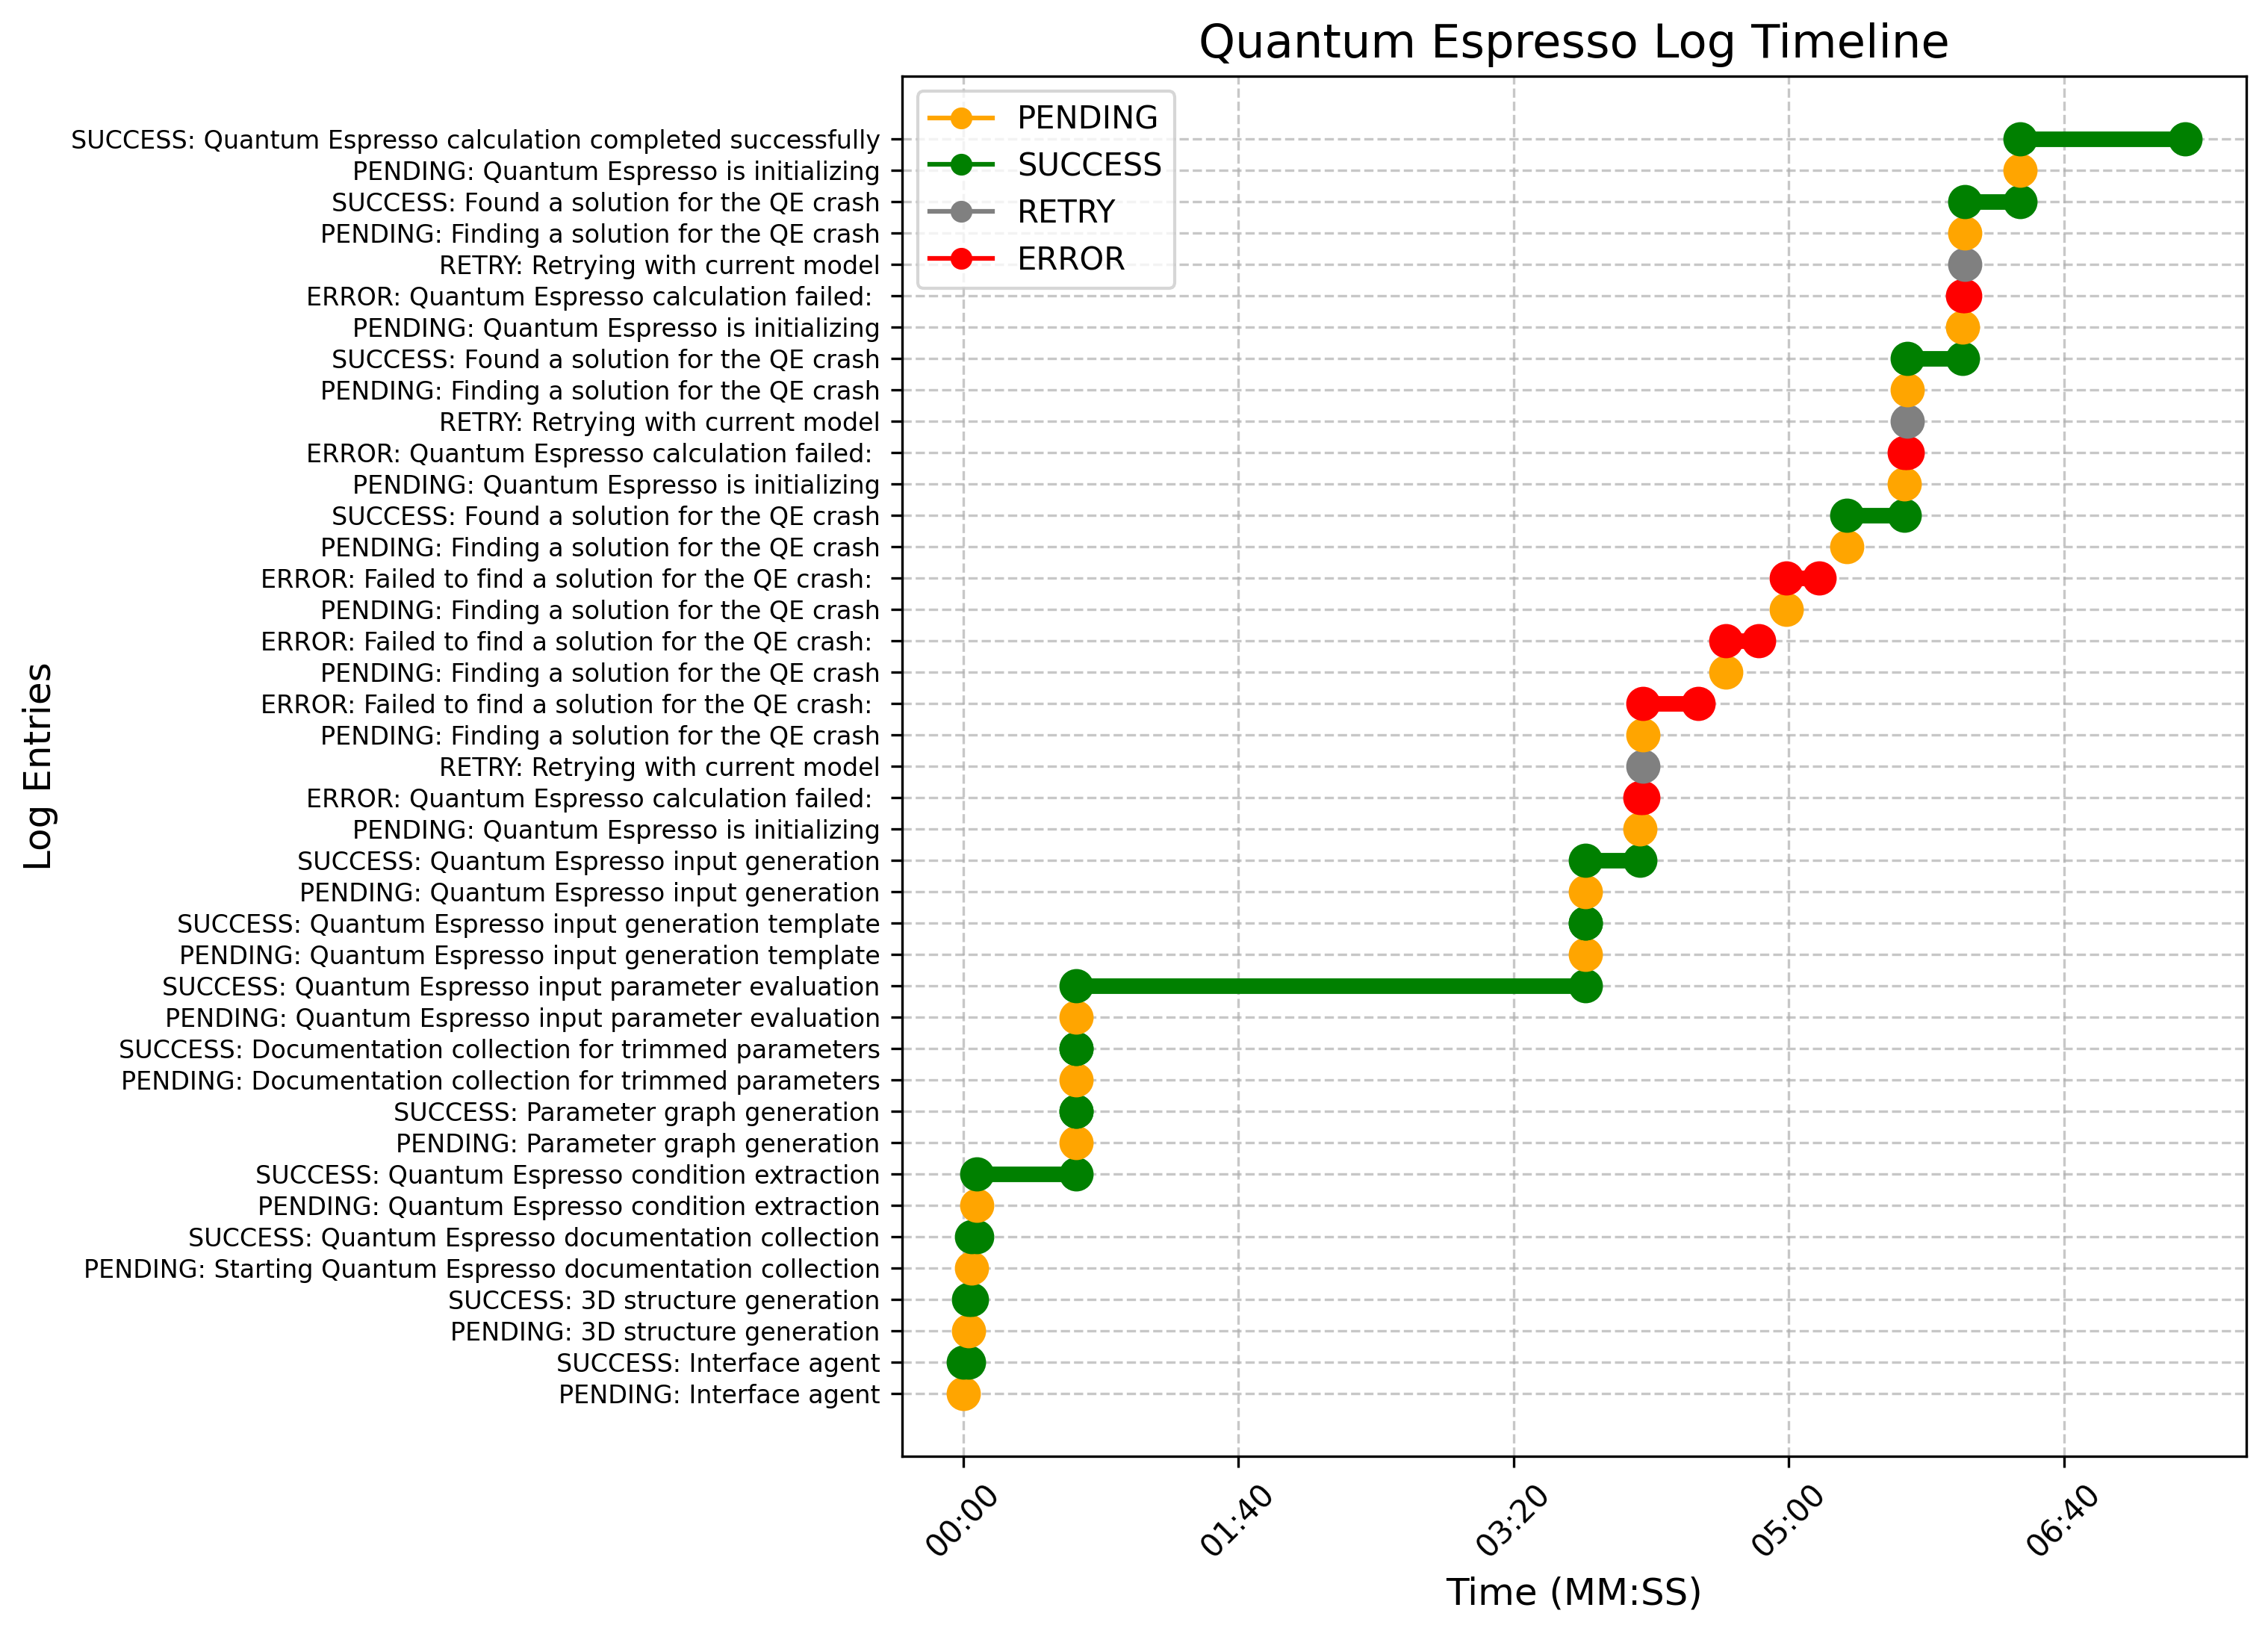 Quantum Espresso Log Timeline
PENDING
SUCCESS
RETRY
ERROR
SUCCESS: Quantum Espresso calculation completed successfully
PENDING: Quantum Espresso is initializing
SUCCESS: Found a solution for the QE crash
PENDING: Finding a solution for the QE crash
RETRY: Retrying with current model
ERROR: Quantum Espresso calculation failed:
PENDING: Quantum Espresso is initializing
SUCCESS: Found a solution for the QE crash
PENDING: Finding a solution for the QE crash
RETRY: Retrying with current model
ERROR: Quantum Espresso calculation failed:
PENDING: Quantum Espresso is initializing
SUCCESS: Found a solution for the QE crash
PENDING: Finding a solution for the QE crash
ERROR: Failed to find a solution for the QE crash:
PENDING: Finding a solution for the QE crash
ERROR: Failed to find a solution for the QE crash:
PENDING: Finding a solution for the QE crash
ERROR: Failed to find a solution for the QE crash:
PENDING: Finding a solution for the QE crash
RETRY: Retrying with current model
ERROR: Quantum Espresso calculation failed:
PENDING: Quantum Espresso is initializing
SUCCESS: Quantum Espresso input generation
PENDING: Quantum Espresso input generation
SUCCESS: Quantum Espresso input generation template
PENDING: Quantum Espresso input generation template
SUCCESS: Quantum Espresso input parameter evaluation
PENDING: Quantum Espresso input parameter evaluation
SUCCESS: Documentation collection for trimmed parameters
PENDING: Documentation collection for trimmed parameters
SUCCESS: Parameter graph generation
PENDING: Parameter graph generation
SUCCESS: Quantum Espresso condition extraction
PENDING: Quantum Espresso condition extraction
SUCCESS: Quantum Espresso documentation collection
PENDING: Starting Quantum Espresso documentation collection
SUCCESS: 3D structure generation
PENDING: 3D structure generation
SUCCESS: Interface agent
PENDING: Interface agent
Log Entries
00:00
01:40
03:20
05:00
06:40
Time (MM:SS)